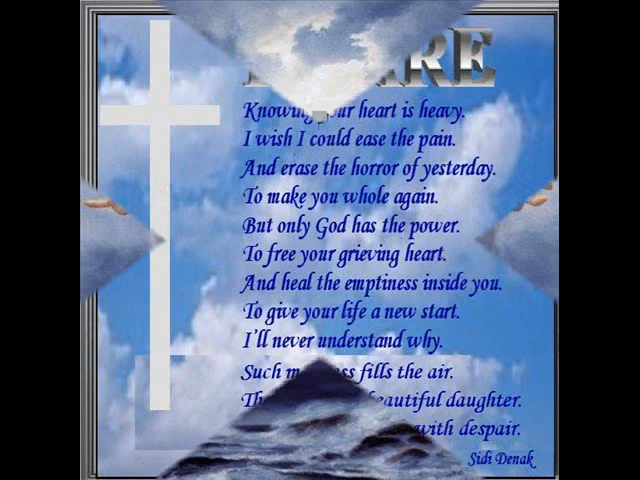 Knowing your heart is heavy.
I wish I could ease the pain.
And erase the horror of yesterday.
To make you whole again.
But only God has the power.
To free your grieving heart.
And heal the emptiness inside you.
To give your life a new start.
I'll never understand why.
Such fills the air.
beautiful daughter.
with despair.
Sidi Denak